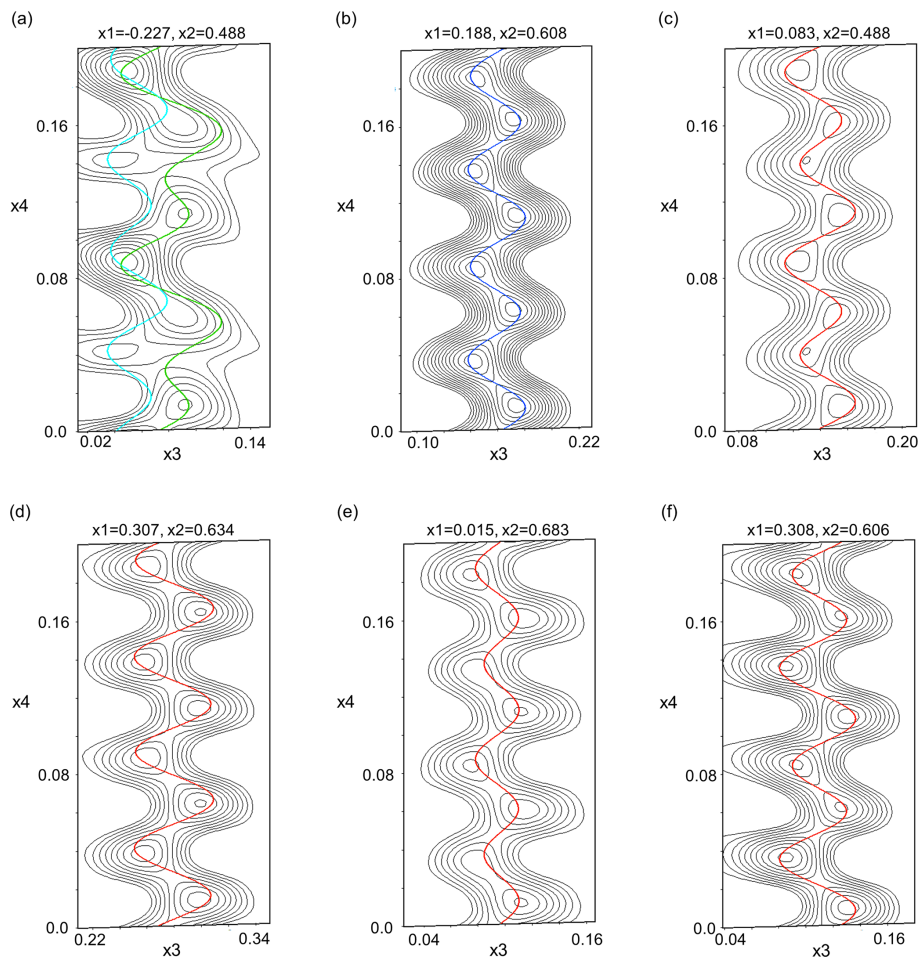 (a)
x1=-0.227, x2=0.488
0.16
x4
0.08
0.0
0.02
0.14
x3
(b)
x1=0.188, x2=0.608
0.16
x4
0.08
0.0
0.10
0.22
x3
(c)
x1=0.083, x2=0.488
0.16
x4
0.08
0.0
0.08
0.20
x3
(d)
x1=0.307, x2=0.634
0.16
x4
0.08
0.0
0.22
0.34
x3
(e)
x1=0.015, x2=0.683
0.16
x4
0.08
0.0
0.04
0.16
x3
(f)
x1=0.308, x2=0.606
0.16
x4
0.08
0.0
0.04
0.16
x3